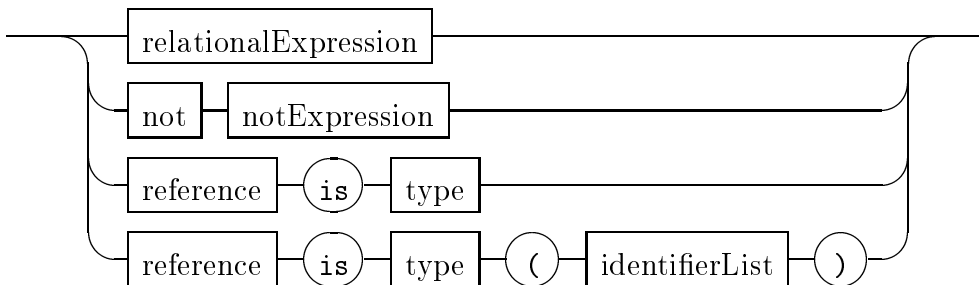 relationalExpression
not notExpression
reference is type
reference is type ( identifierList )